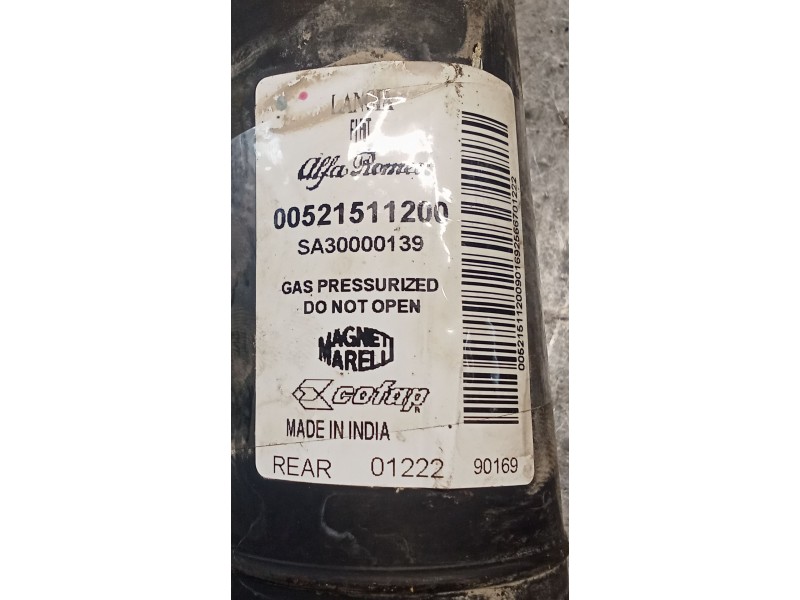 LANCIA
FIAT
Alfa Romeo
00521511200
SA30000139
GAS PRESSURIZED
DO NOT OPEN
MAGNETI
MARELLI
cofap
MADE IN INDIA
REAR 01222 90169
00521511200901692566701222